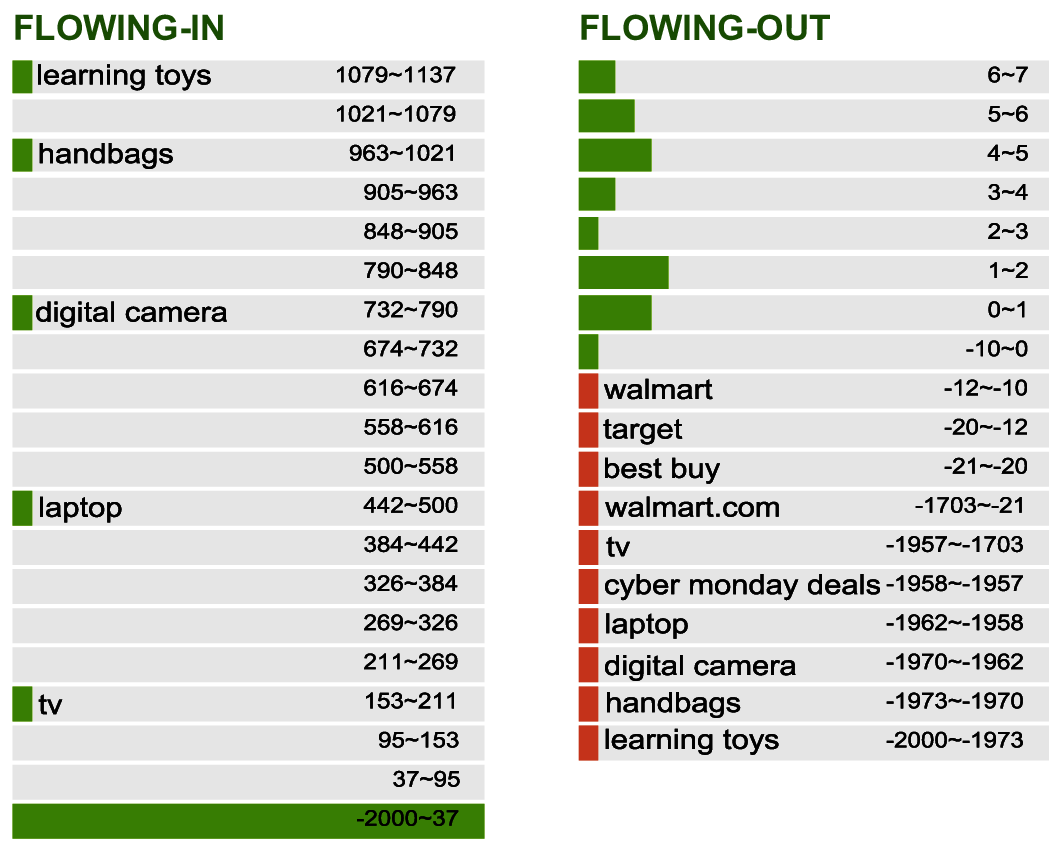 FLOWING-IN
learning toys 1079~1137
1021~1079
handbags 963~1021
905~963
848~905
790~848
digital camera 732~790
674~732
616~674
558~616
500~558
laptop 442~500
384~442
326~384
269~326
211~269
tv 153~211
95~153
37~95
-2000~37
FLOWING-OUT
6~7
5~6
4~5
3~4
2~3
1~2
0~1
-10~0
walmart -12~-10
target -20~-12
best buy -21~-20
walmart.com -1703~-21
tv -1957~-1703
cyber monday deals -1958~-1957
laptop -1962~-1958
digital camera -1970~-1962
handbags -1973~-1970
learning toys -2000~-1973